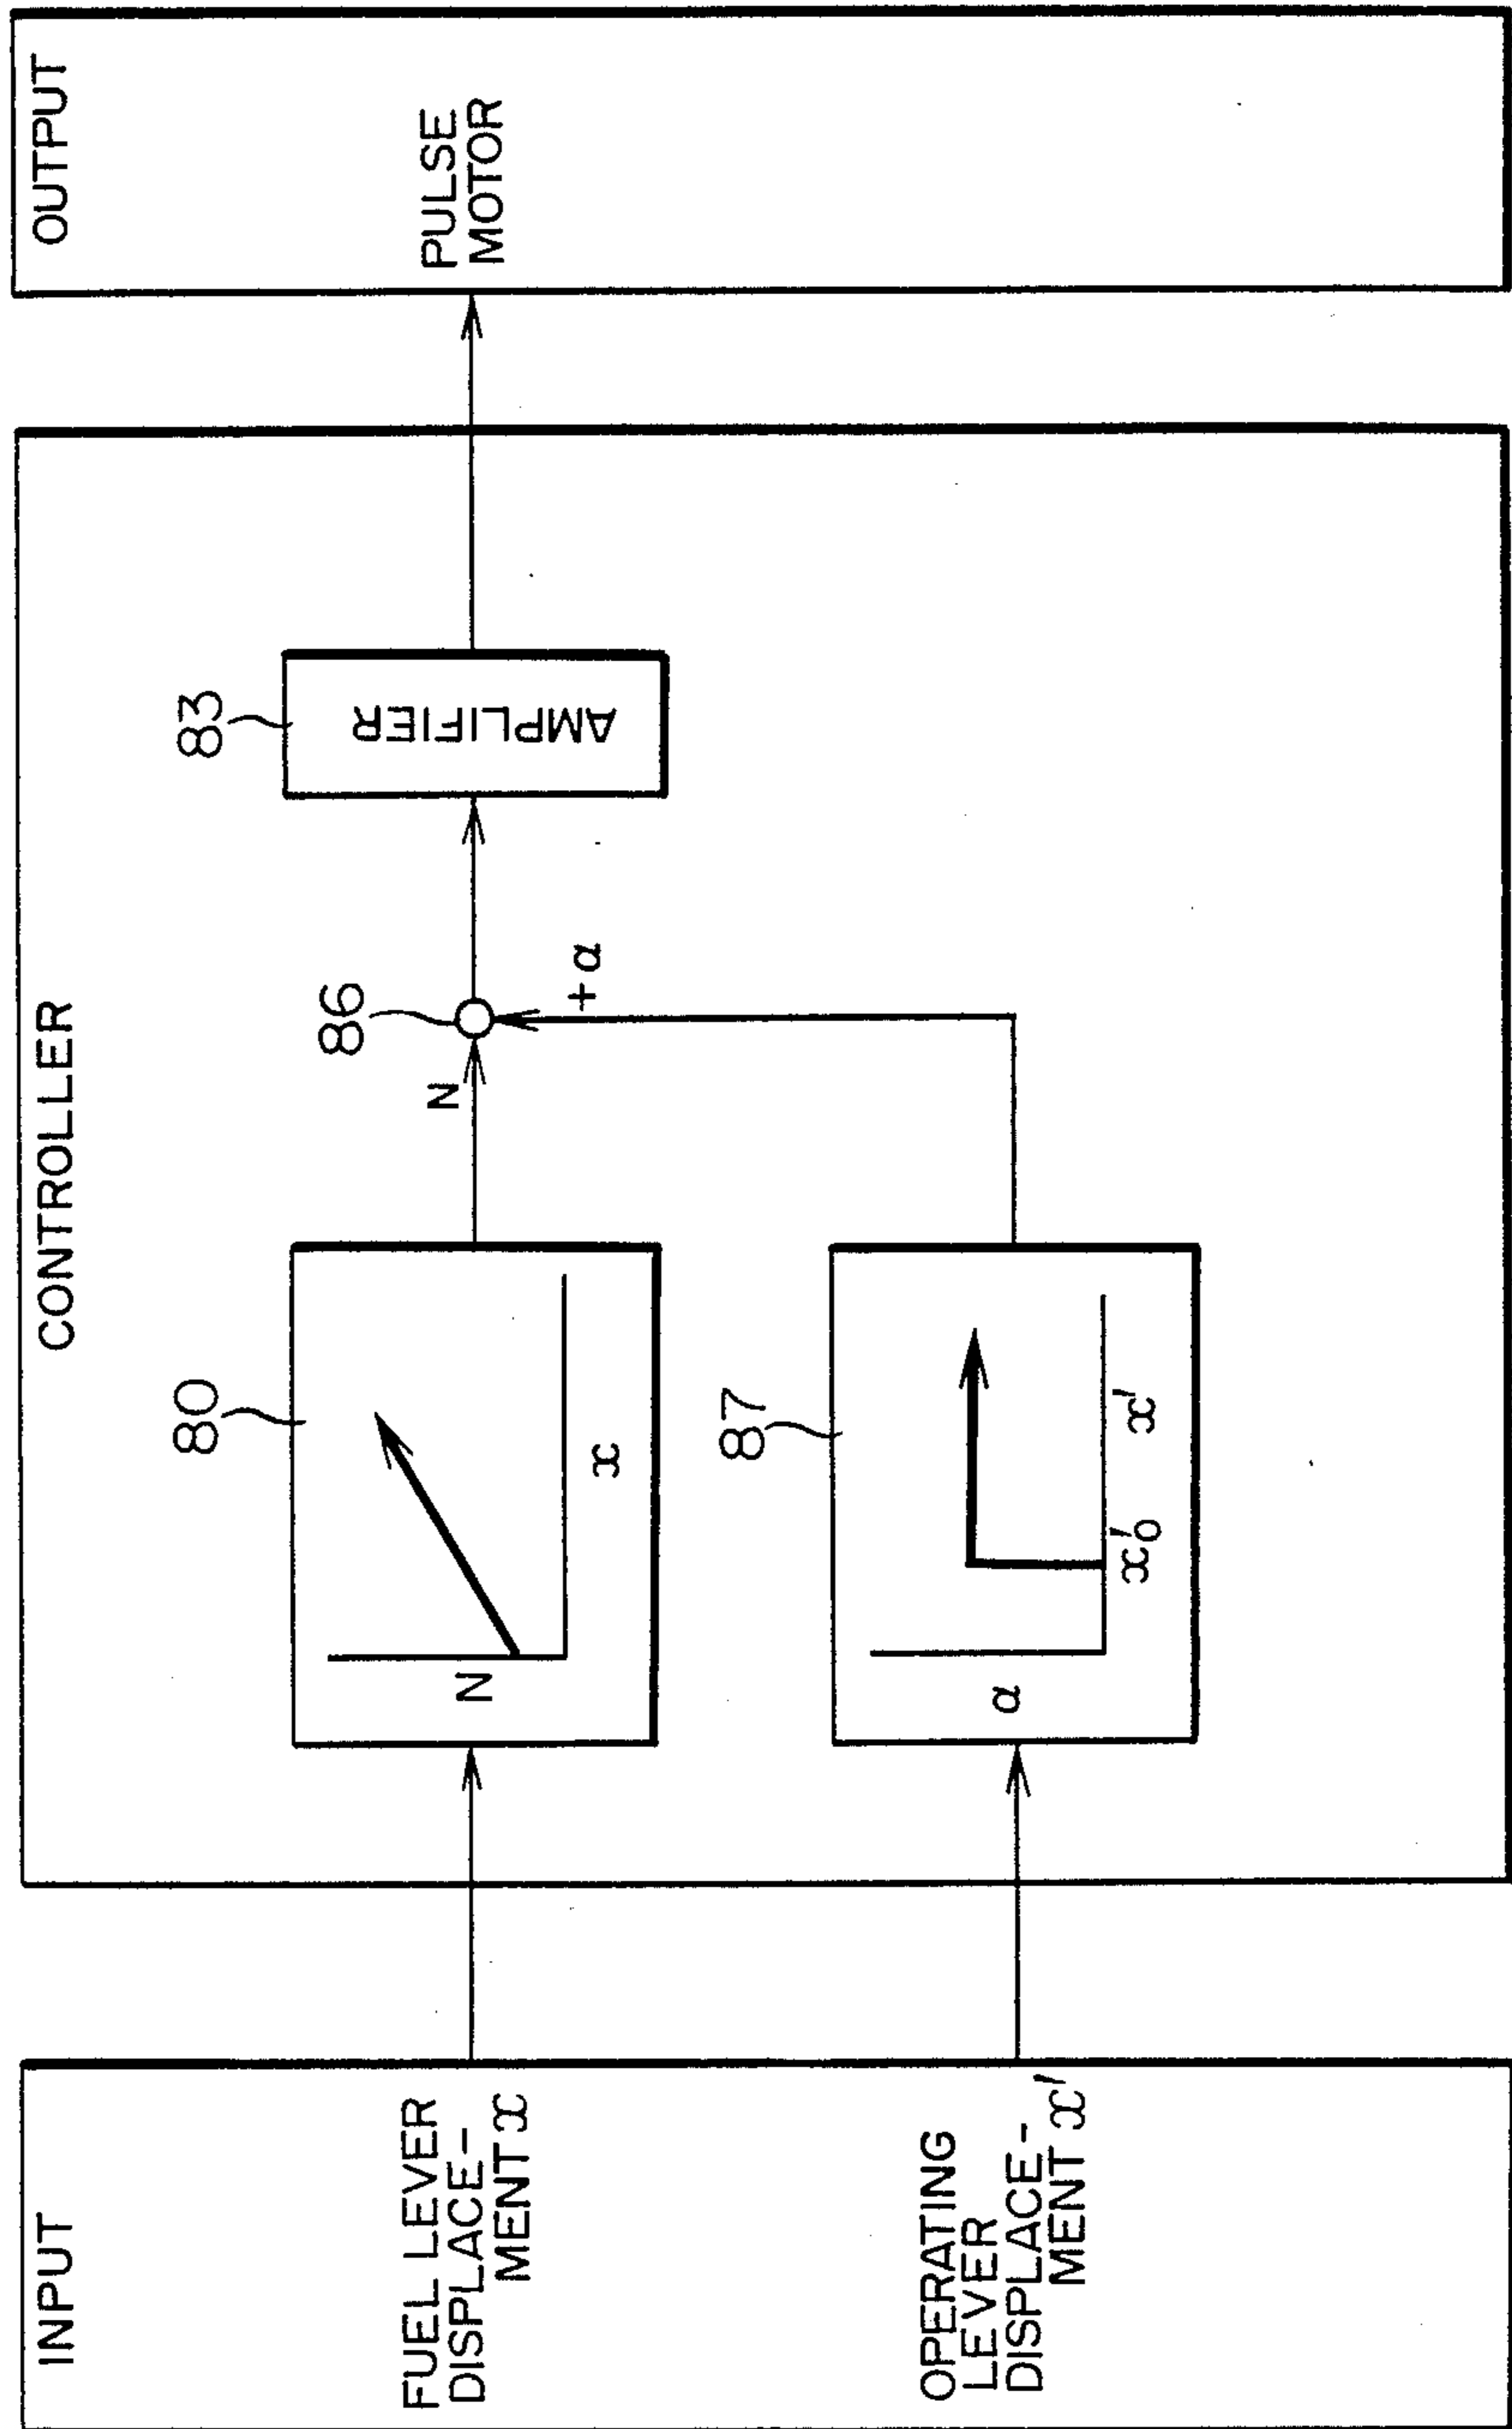 INPUT
FUEL LEVER
DISPLACE-
MENT x
OPERATING
LEVER
DISPLACE-
MENT x'
CONTROLLER
80
N
x
87
α
x'0
x'
N
86
+α
83
AMPLIFIER
OUTPUT
PULSE
MOTOR